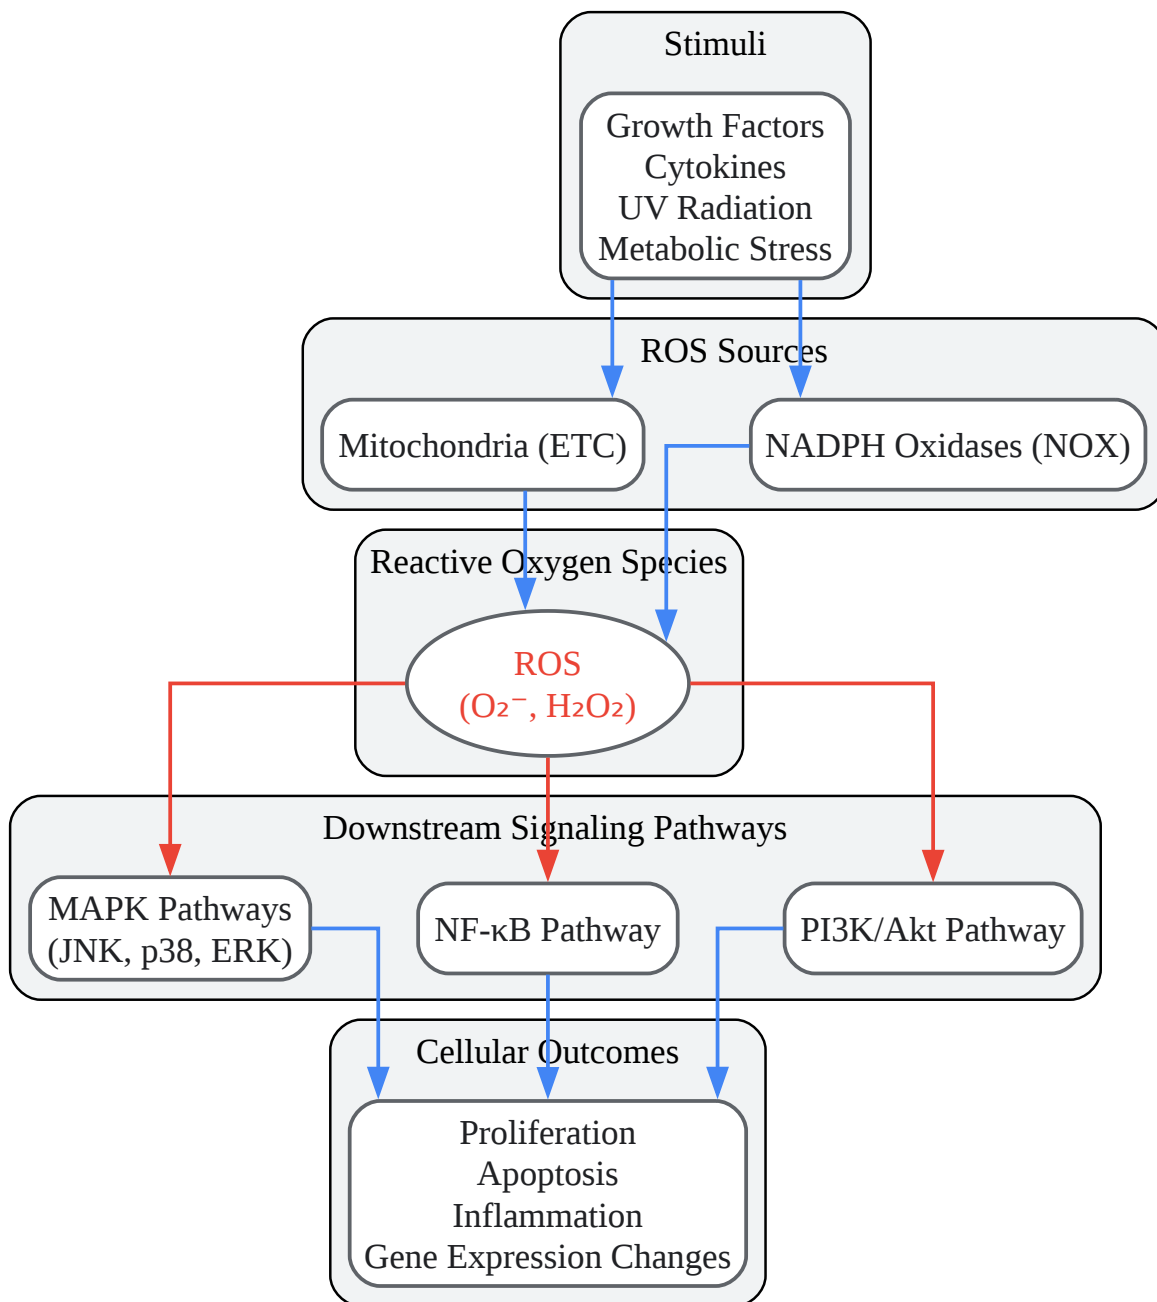 Stimuli
Growth Factors
Cytokines
UV Radiation
Metabolic Stress
ROS Sources
Mitochondria (ETC)
NADPH Oxidases (NOX)
Reactive Oxygen Species
ROS
(O₂⁻, H₂O₂)
Downstream Signaling Pathways
MAPK Pathways
(JNK, p38, ERK)
NF-κB Pathway
PI3K/Akt Pathway
Cellular Outcomes
Proliferation
Apoptosis
Inflammation
Gene Expression Changes